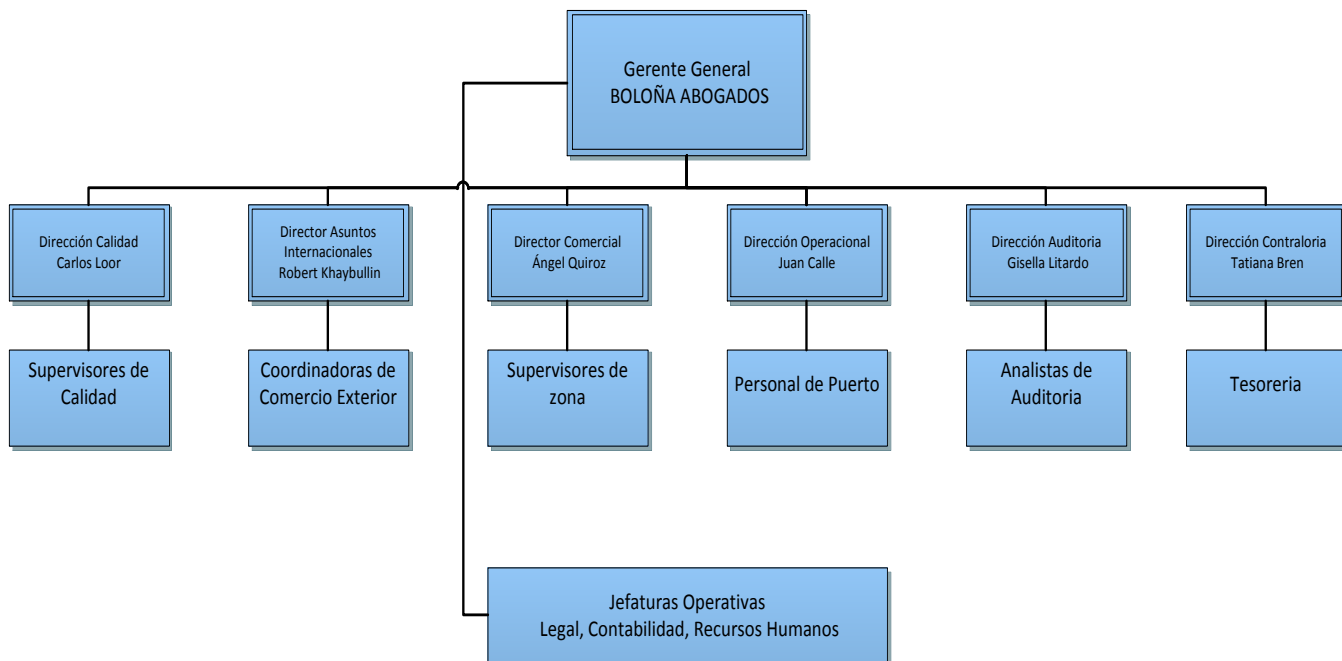 Gerente General
BOLOÑA ABOGADOS
Dirección Calidad
Carlos Loor
Director Asuntos
Internacionales
Robert Khaybullin
Director Comercial
Ángel Quiroz
Dirección Operacional
Juan Calle
Dirección Auditoria
Gisella Litardo
Dirección Contraloria
Tatiana Bren
Supervisores de
Calidad
Coordinadoras de
Comercio Exterior
Supervisores de
zona
Personal de Puerto
Analistas de
Auditoria
Tesoreria
Jefaturas Operativas
Legal, Contabilidad, Recursos Humanos